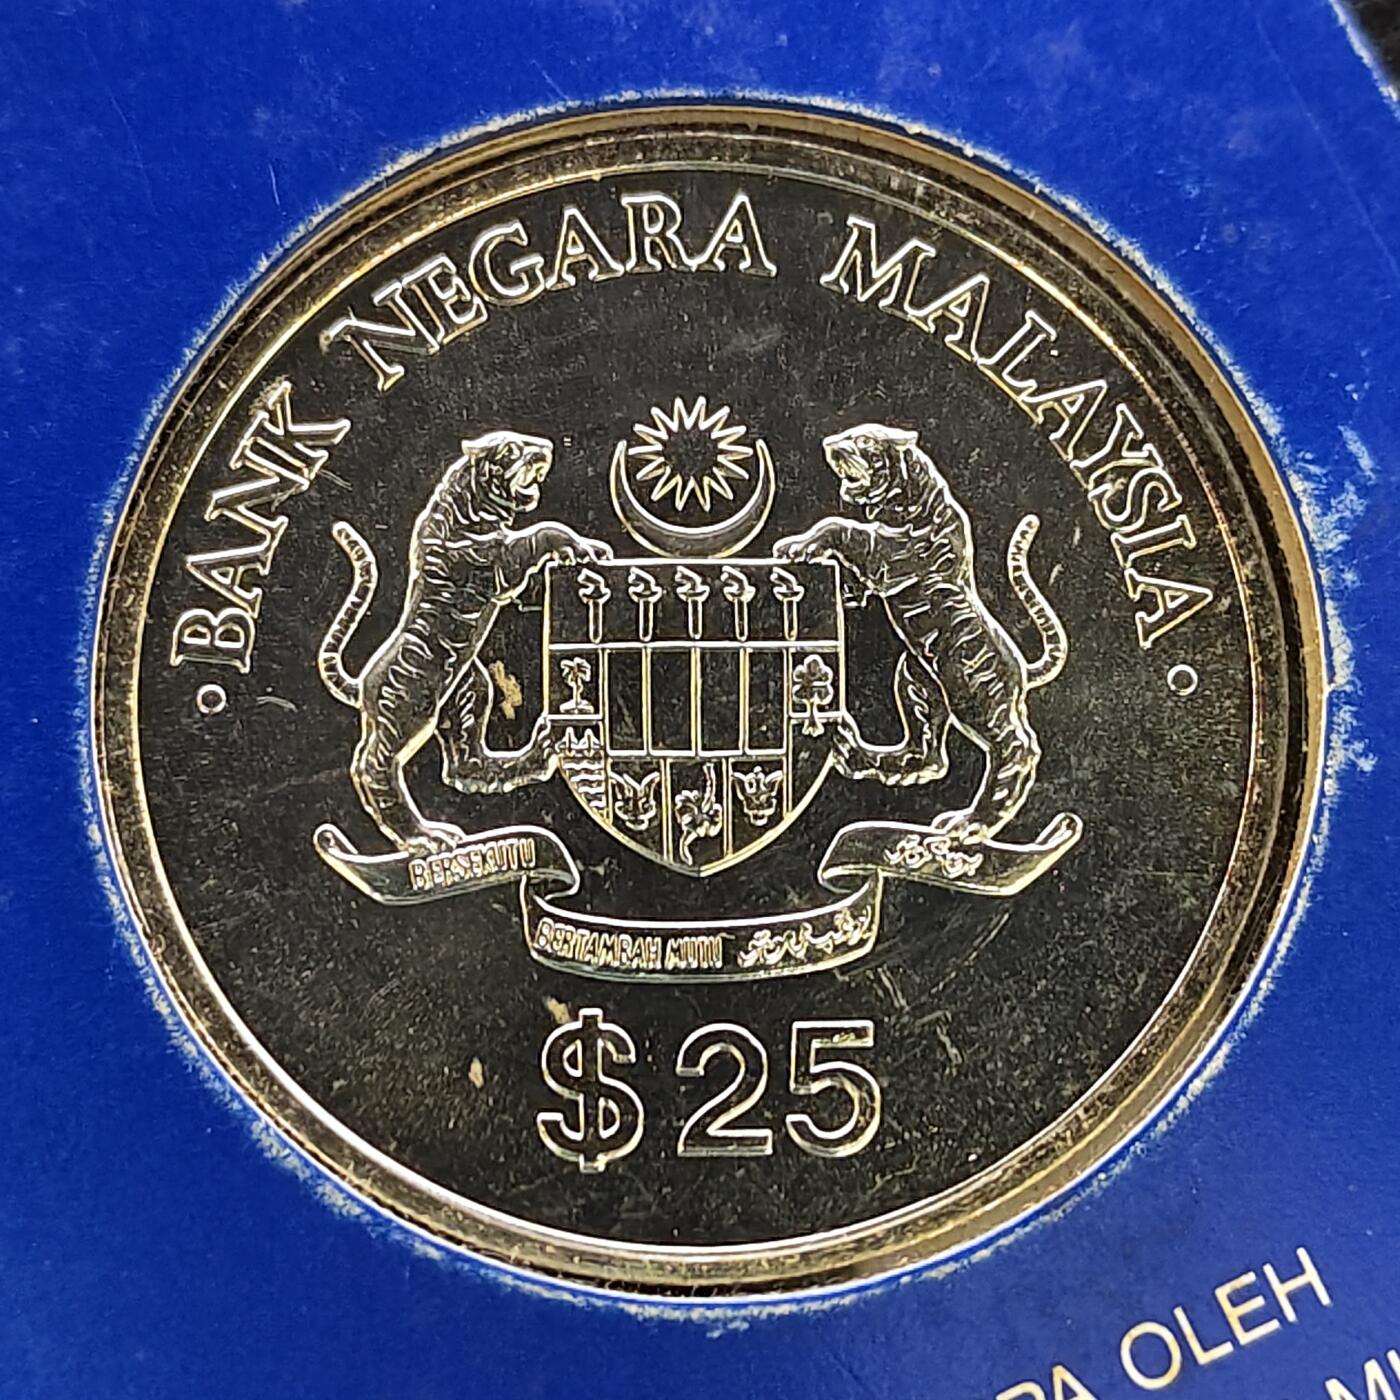 BANK NEGARA MALAYSIA
BERSEKUTU
BERTAMBAH MUTU
$25
OLEH